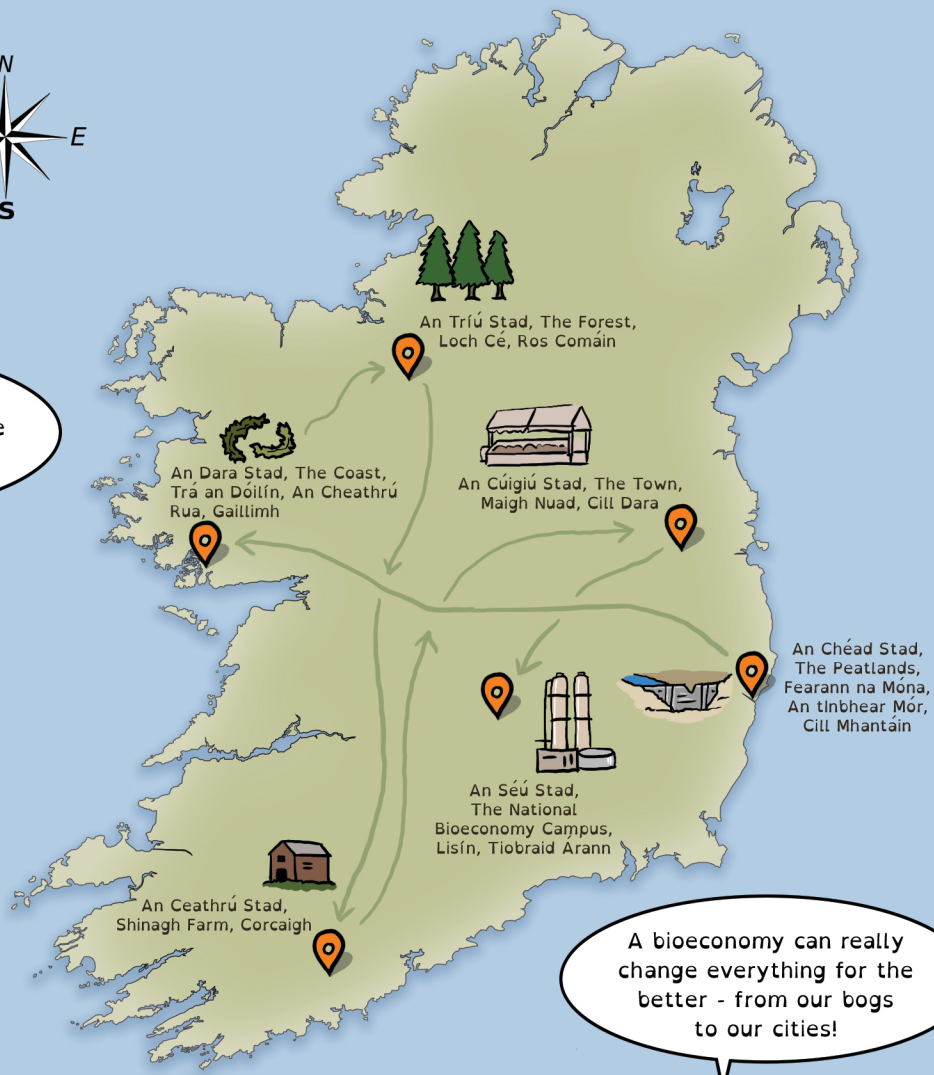 N
E
S
e
An Tríú Stad, The Forest,
Loch Cé, Ros Comáin
An Dara Stad, The Coast,
Trá an Dóilín, An Cheathrú
Rua, Gaillimh
An Cúigiú Stad, The Town,
Maigh Nuad, Cill Dara
An Chéad Stad,
The Peatlands,
Fearann na Móna,
An tInbhear Mór,
Cill Mhantáin
An Séú Stad,
The National
Bioeconomy Campus,
Lisín, Tiobraid Árann
An Ceathrú Stad,
Shinagh Farm, Corcaigh
A bioeconomy can really
change everything for the
better - from our bogs
to our cities!